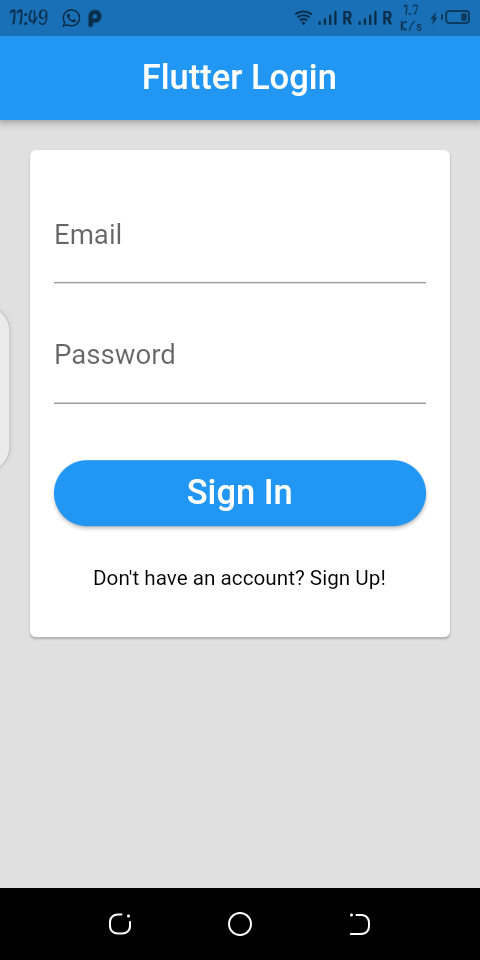 11:49 R R 1.7
K/s
Flutter Login
Email
Password
Sign In
Don't have an account? Sign Up!